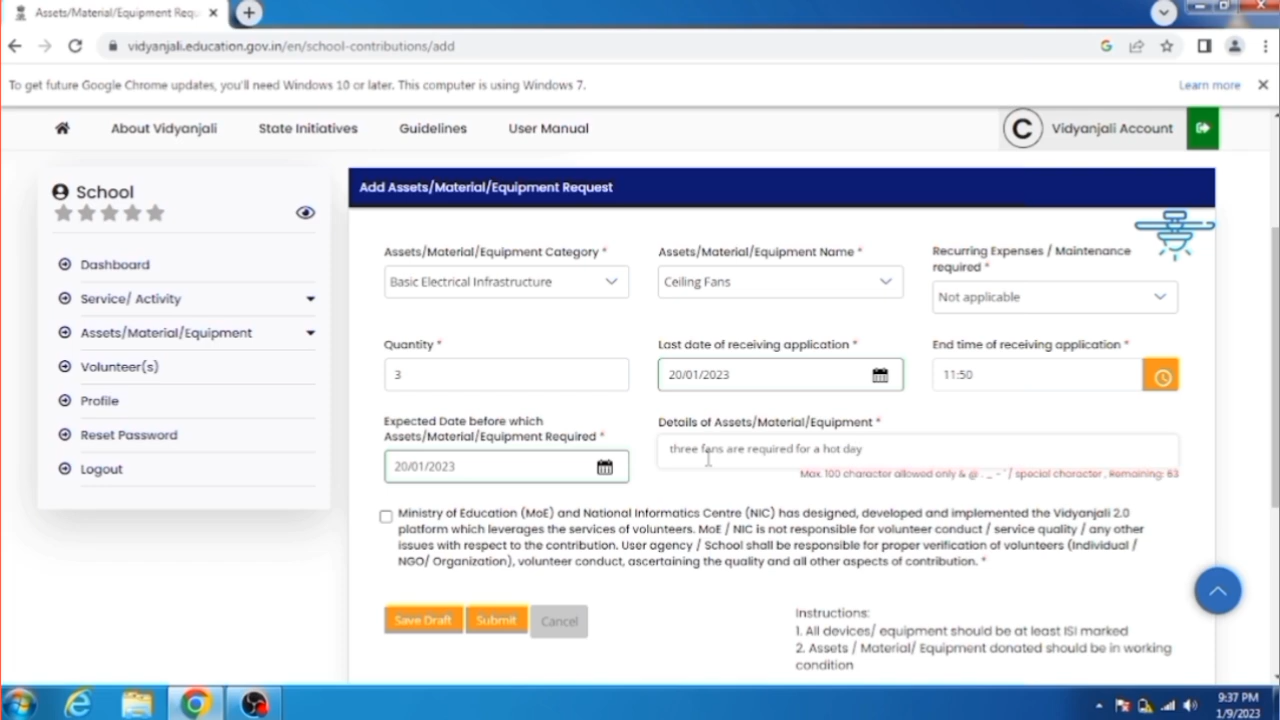 Assets/Material/Equipment Requ
vidyanjali.education.gov.in/en/school-contributions/add
To get future Google Chrome updates, you'll need Windows 10 or later. This computer is using Windows 7.
Learn more
About Vidyanjali
State Initiatives
Guidelines
User Manual
C Vidyanjali Account
School
Dashboard
Service/ Activity
Assets/Material/Equipment
Volunteer(s)
Profile
Reset Password
Logout
Add Assets/Material/Equipment Request
Assets/Material/Equipment Category *
Basic Electrical Infrastructure
Assets/Material/Equipment Name *
Ceiling Fans
Recurring Expenses / Maintenance
required *
Not applicable
Quantity *
3
Last date of receiving application *
20/01/2023
End time of receiving application *
11:50
Expected Date before which
Assets/Material/Equipment Required *
20/01/2023
Details of Assets/Material/Equipment *
three fans are required for a hot day
Max. 100 character allowed only & @ . _ - ' / special character , Remaining: 63
Ministry of Education (MoE) and National Informatics Centre (NIC) has designed, developed and implemented the Vidyanjali 2.0
platform which leverages the services of volunteers. MoE / NIC is not responsible for volunteer conduct / service quality / any other
issues with respect to the contribution. User agency / School shall be responsible for proper verification of volunteers (Individual /
NGO/ Organization), volunteer conduct, ascertaining the quality and all other aspects of contribution. *
Save Draft
Submit
Cancel
Instructions:
1. All devices/ equipment should be at least ISI marked
2. Assets / Material/ Equipment donated should be in working
condition
9:37 PM
1/9/2023